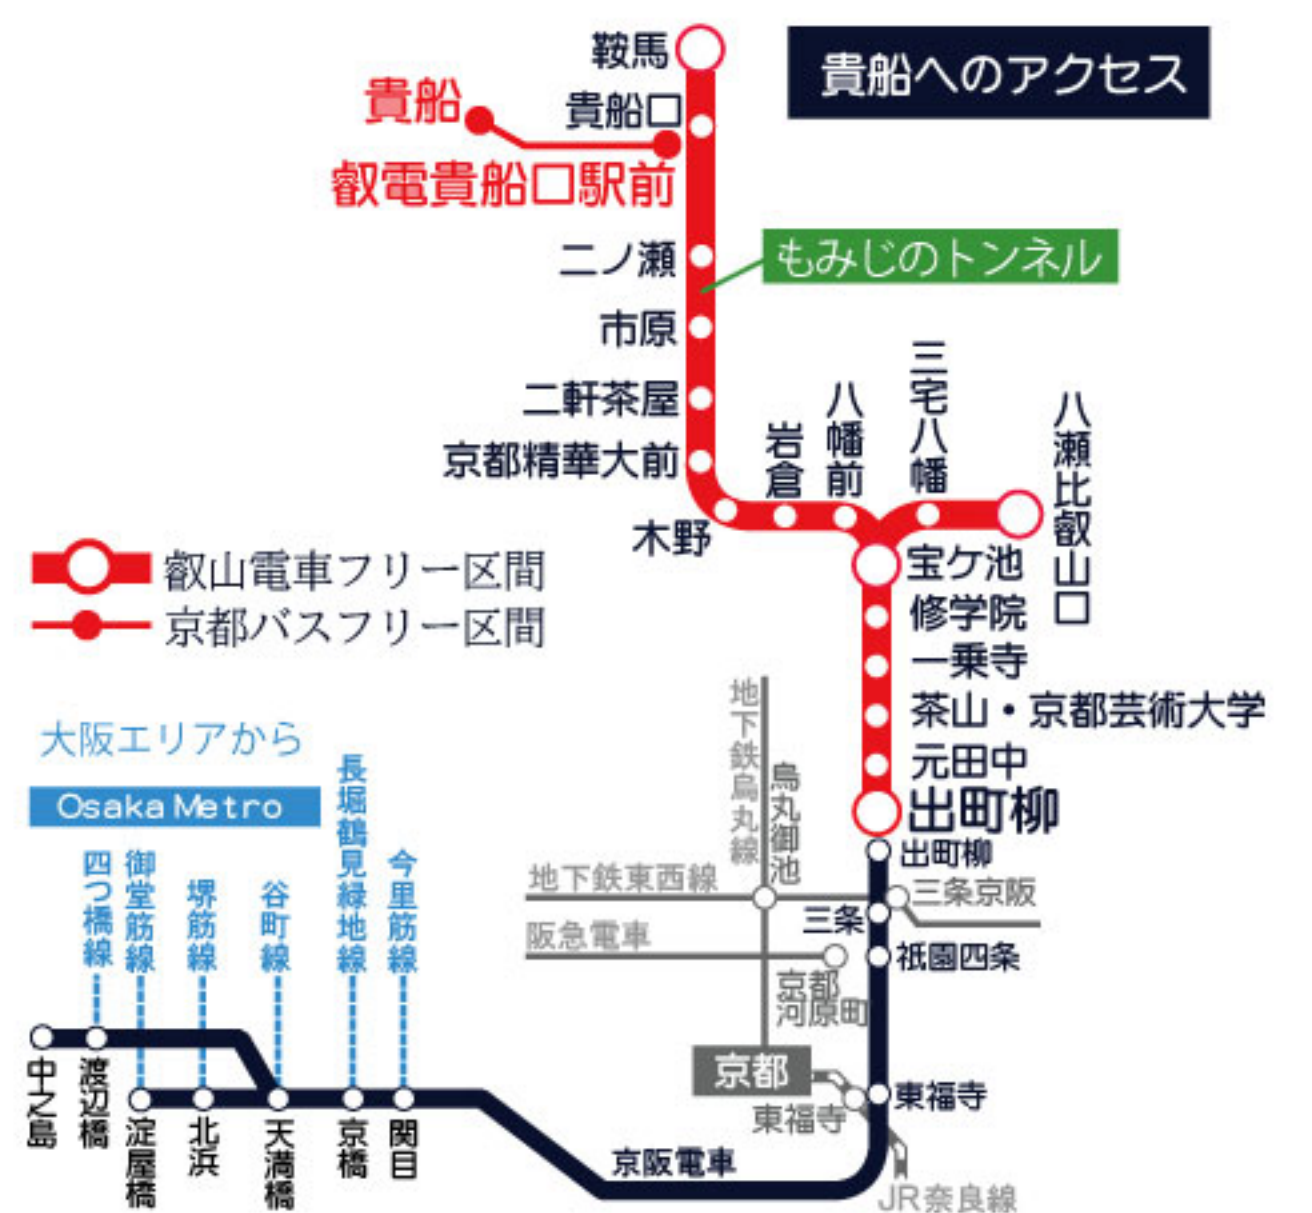 貴船へのアクセス
鞍馬
貴船
貴船口
叡電貴船口駅前
二ノ瀬
もみじのトンネル
市原
二軒茶屋
京都精華大前
木野
岩倉
八幡前
三宅八幡
八瀬比叡山口
宝ケ池
修学院
一乗寺
茶山・京都芸術大学
元田中
出町柳
叡山電車フリー区間
京都バスフリー区間
大阪エリアから
Osaka Metro
四つ橋線
御堂筋線
堺筋線
谷町線
長堀鶴見緑地線
今里筋線
中之島
渡辺橋
淀屋橋
北浜
天満橋
京橋
関目
京阪電車
地下鉄烏丸線
烏丸御池
地下鉄東西線
阪急電車
京都
河原町
京都
東福寺
JR奈良線
出町柳
三条京阪
三条
祇園四条
東福寺